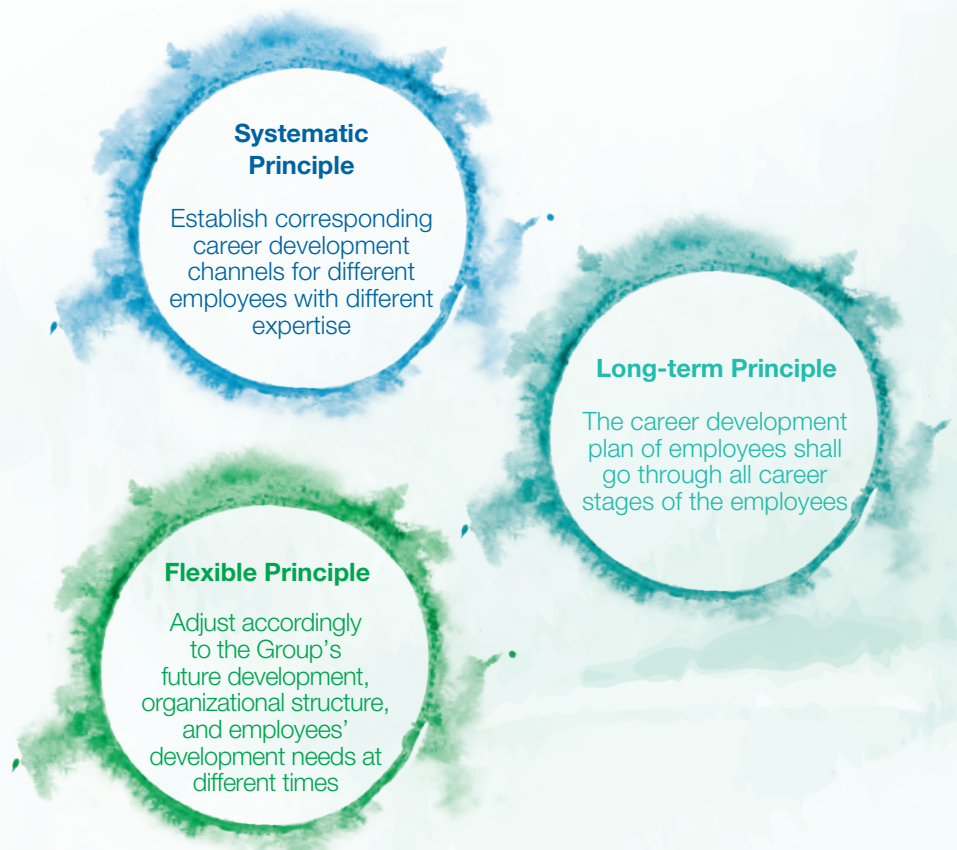 Systematic
Principle
Establish corresponding
career development
channels for different
employees with different
expertise
Long-term Principle
The career development
plan of employees shall
go through all career
stages of the employees
Flexible Principle
Adjust accordingly
to the Group’s
future development,
organizational structure,
and employees’
development needs at
different times